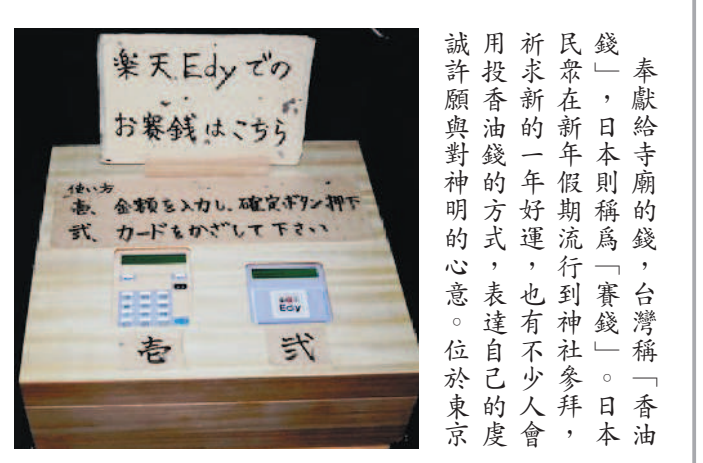 楽天Edyでの
お賽銭はこちら
使い方
壱、金額を入力し、確定ボタン押下
弐、カードをかざして下さい
Edy
壱
弐
奉獻給寺廟的錢，台灣稱「香油
錢」，日本則稱爲「賽錢」。日本
民衆在新年假期流行到神社參拜，
祈求新的一年好運，也有不少人會
用投香油錢的方式，表達自己的虔
誠許願與對神明的心意。位於東京